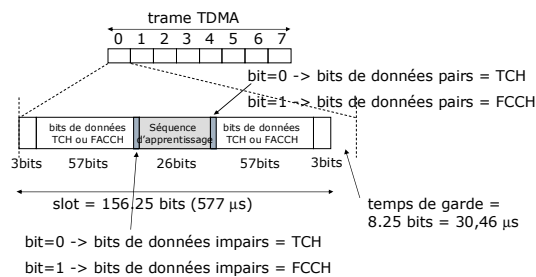 trame TDMA
0 1 2 3 4 5 6 7
bit=0 -> bits de données pairs = TCH
bit=1 -> bits de données pairs = FCCH
bits de données
TCH ou FACCH
Séquence
d'apprentissage
bits de données
TCH ou FACCH
3bits 57bits 26bits 57bits 3bits
slot = 156.25 bits (577 µs)
temps de garde =
8.25 bits = 30,46 µs
bit=0 -> bits de données impairs = TCH
bit=1 -> bits de données impairs = FCCH